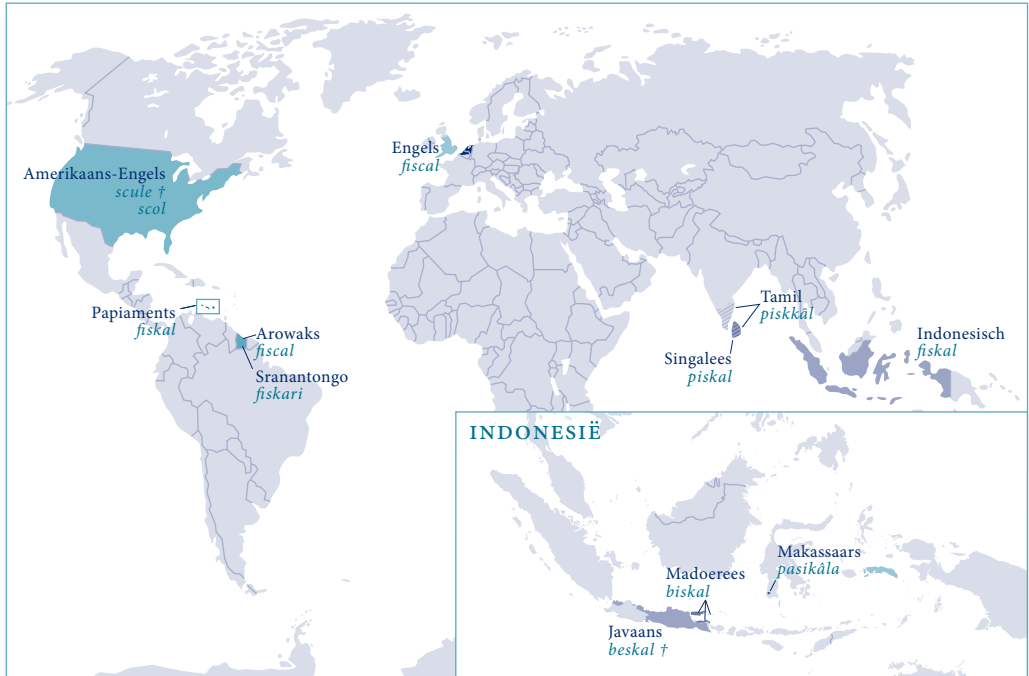 Engels
fiscal
Amerikaans-Engels
scule †
scol
Papiaments
fiskal
Arowaks
fiscal
Sranantongo
fiskari
Tamil
piskkâl
Singalees
piskal
Indonesisch
fiskal
INDONESIË
Makassaars
pasikâla
Madoerees
biskal
Javaans
beskal †